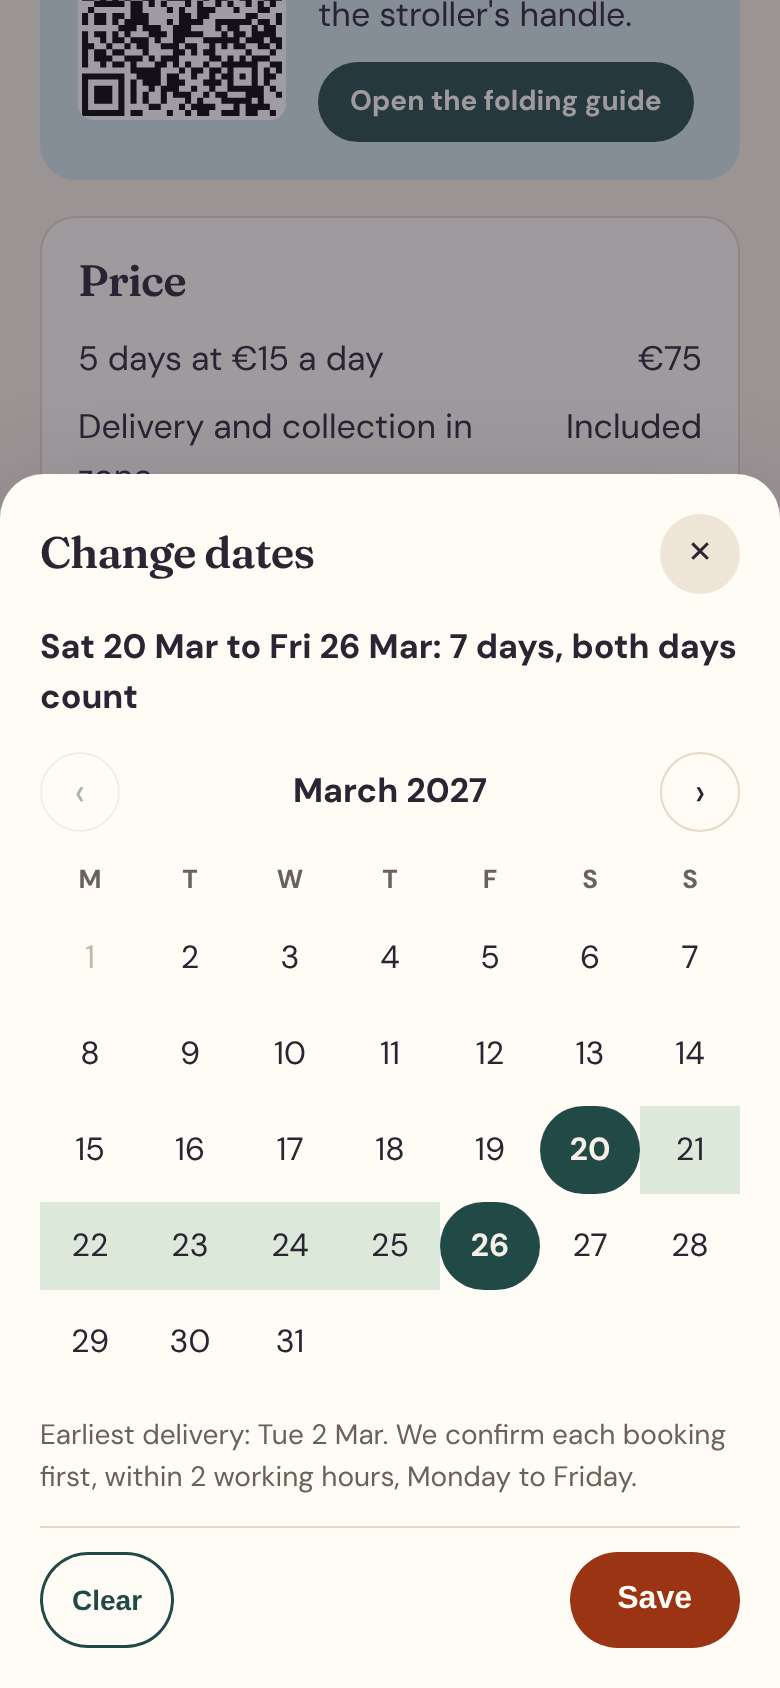 the stroller's handle.
Open the folding guide
Price
5 days at €15 a day €75
Delivery and collection in Included
Change dates
×
Sat 20 Mar to Fri 26 Mar: 7 days, both days
count
‹ March 2027 ›
M T W T F S S
1 2 3 4 5 6 7
8 9 10 11 12 13 14
15 16 17 18 19 20 21
22 23 24 25 26 27 28
29 30 31
Earliest delivery: Tue 2 Mar. We confirm each booking
first, within 2 working hours, Monday to Friday.
Clear Save